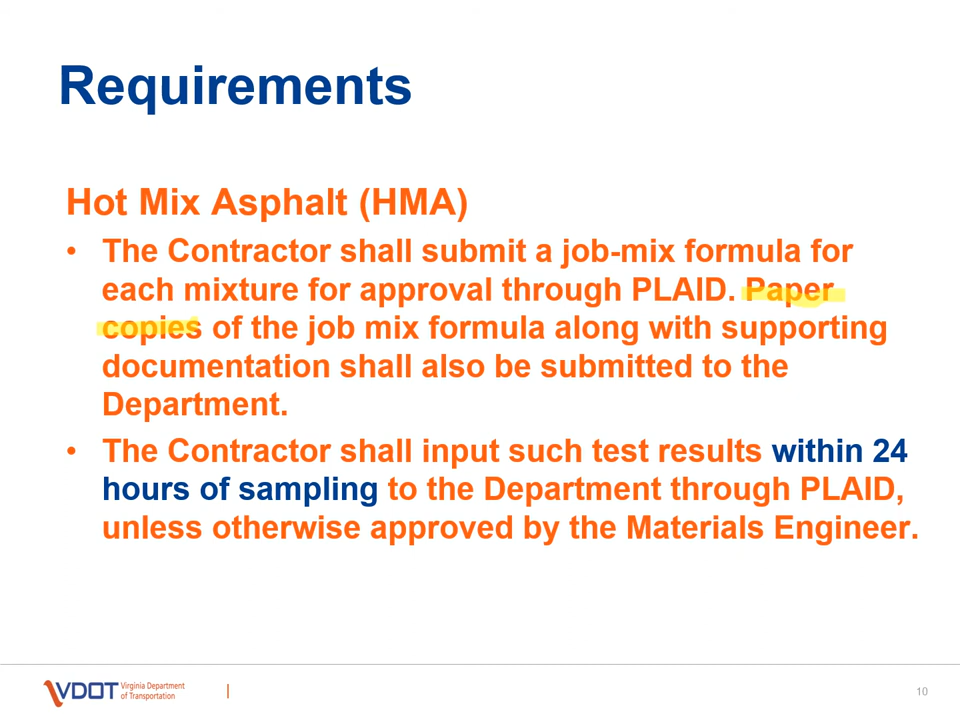 Requirements
Hot Mix Asphalt (HMA)
• The Contractor shall submit a job-mix formula for
each mixture for approval through PLAID. Paper
copies of the job mix formula along with supporting
documentation shall also be submitted to the
Department.
• The Contractor shall input such test results within 24
hours of sampling to the Department through PLAID,
unless otherwise approved by the Materials Engineer.
VDOT Virginia Department
of Transportation
10